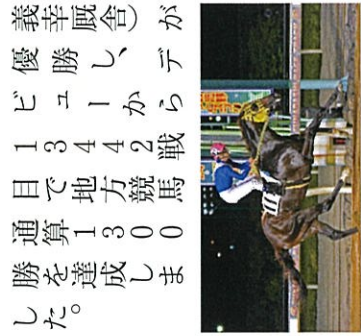 義幸厩舎）が
優勝し、デ
ビューから
１３４４２戦
目で地方競馬
通算１３００
勝を達成しま
した。